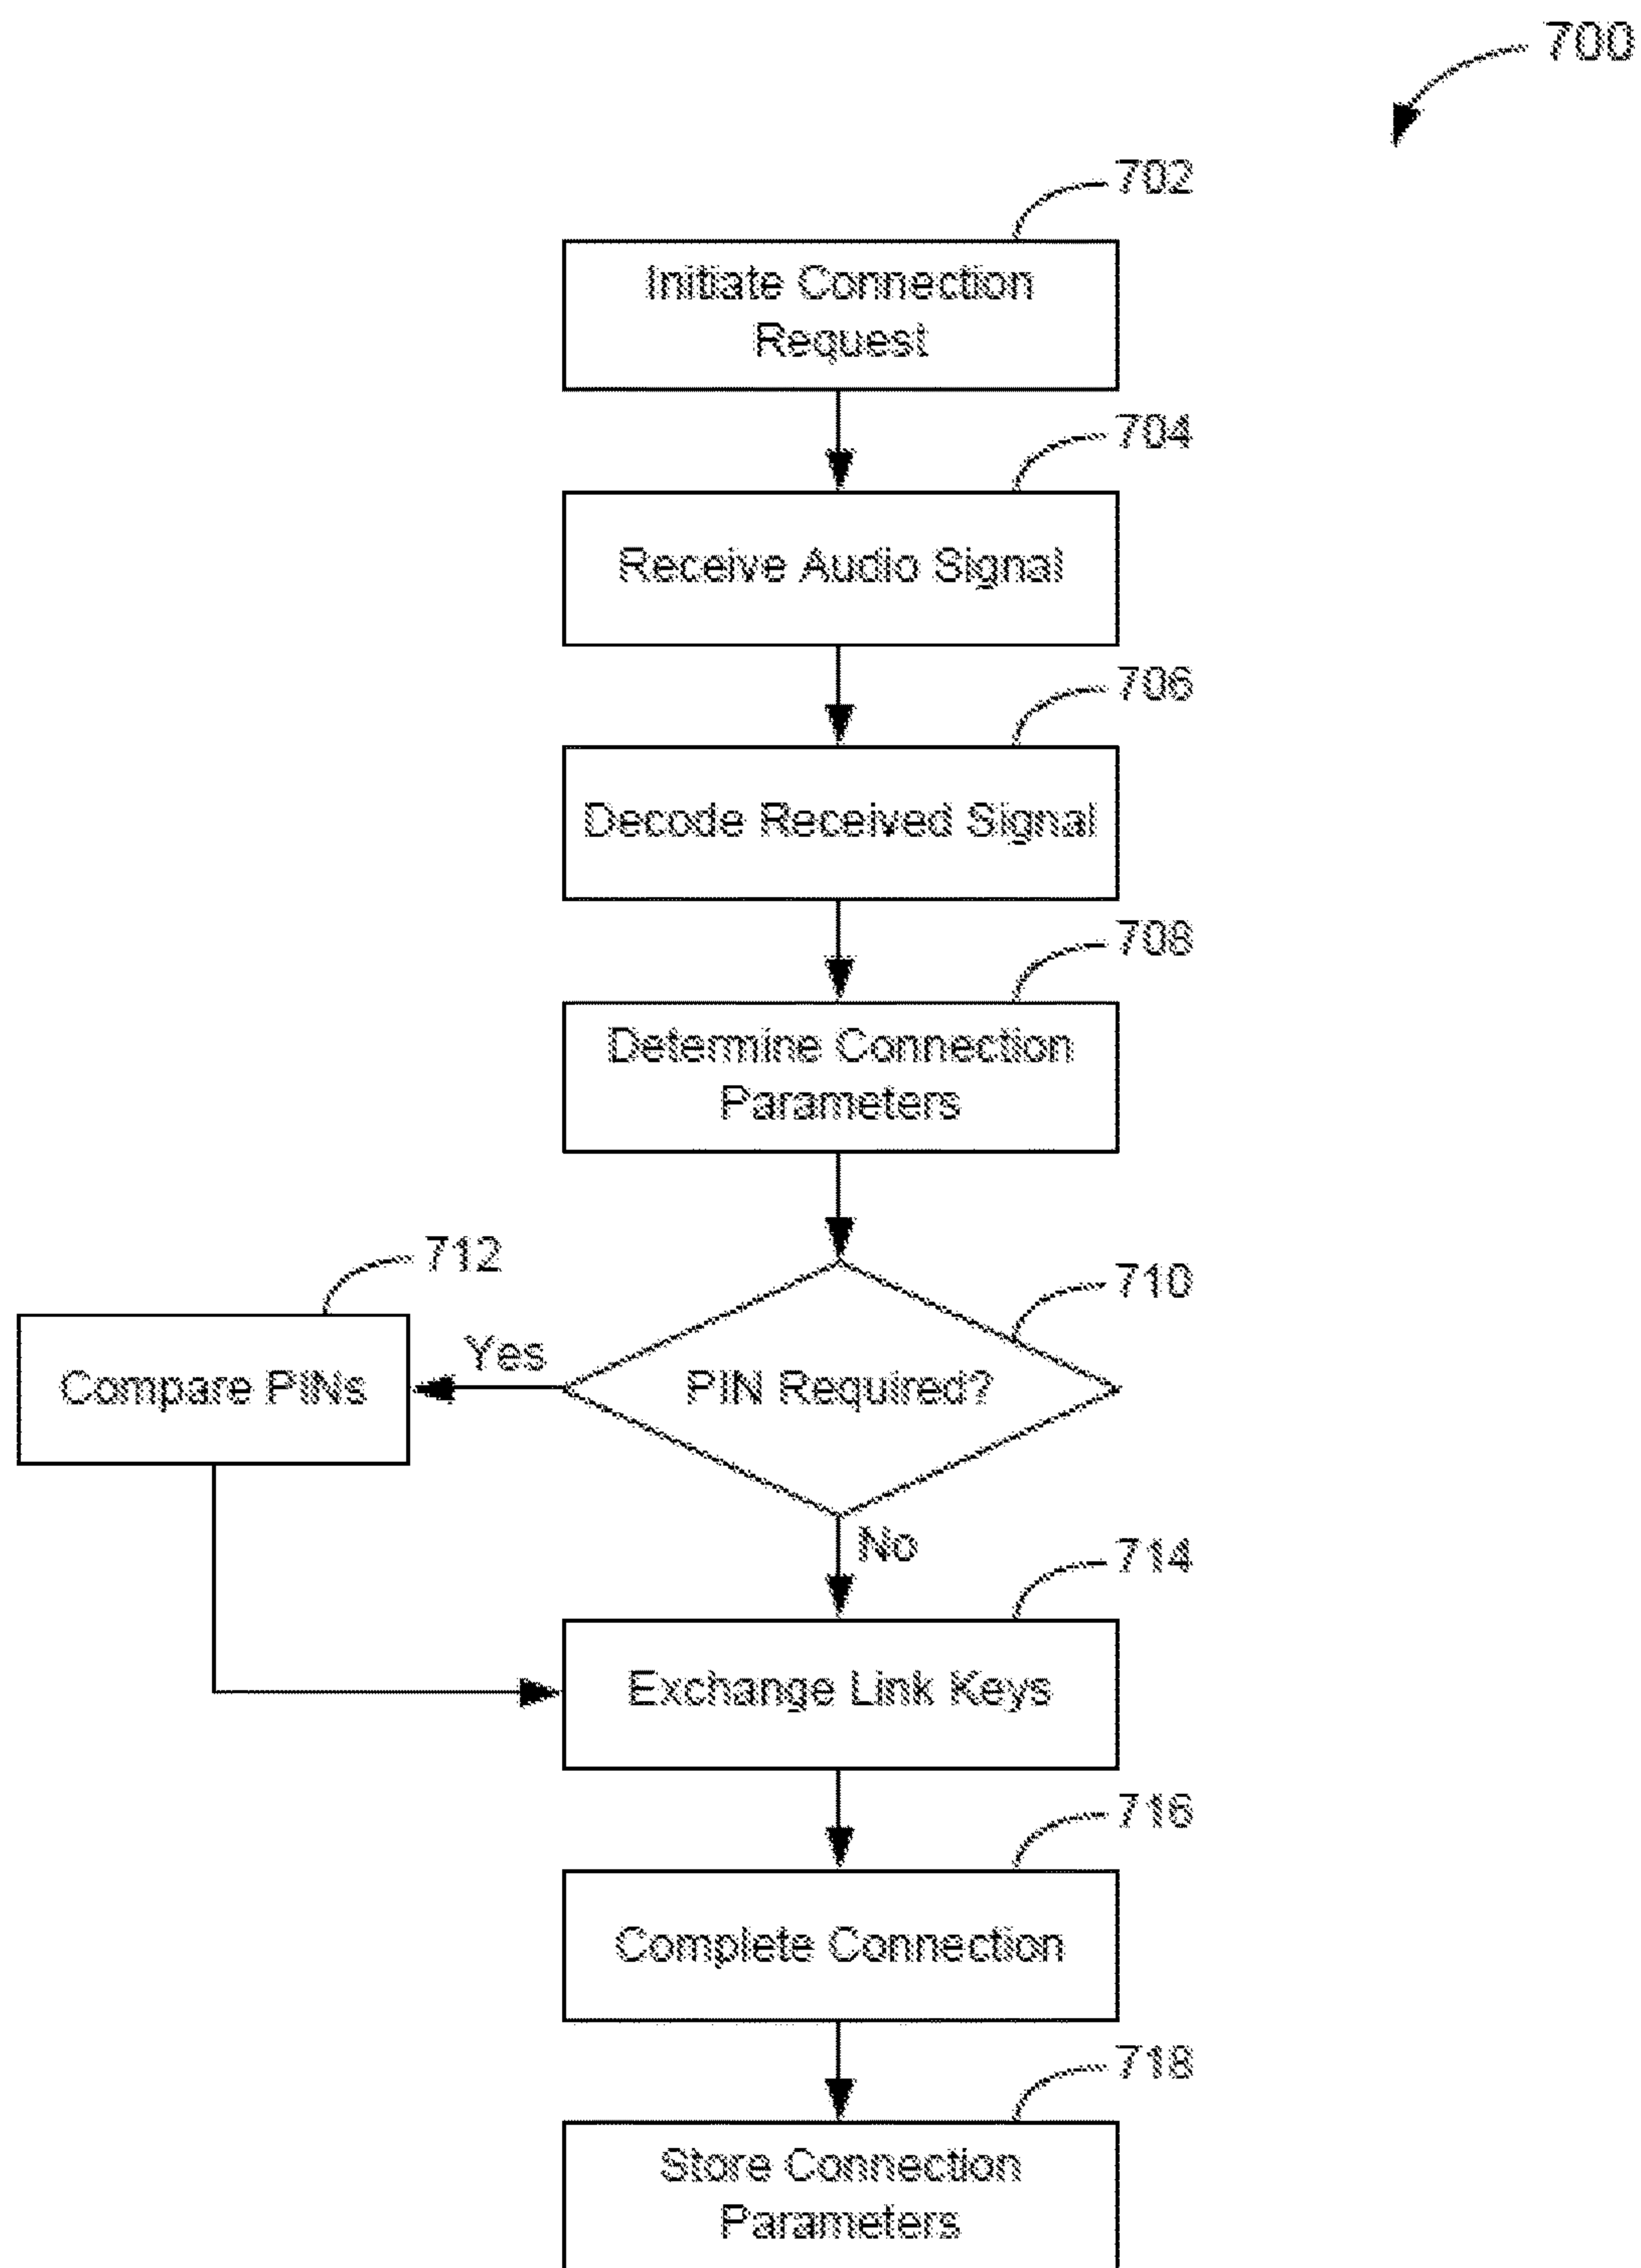 700
702
Initiate Connection
Request
704
Receive Audio Signal
706
Decode Received Signal
708
Determine Connection
Parameters
710
PIN Required?
Yes
712
Compare PINs
No
714
Exchange Link Keys
716
Complete Connection
718
Store Connection
Parameters